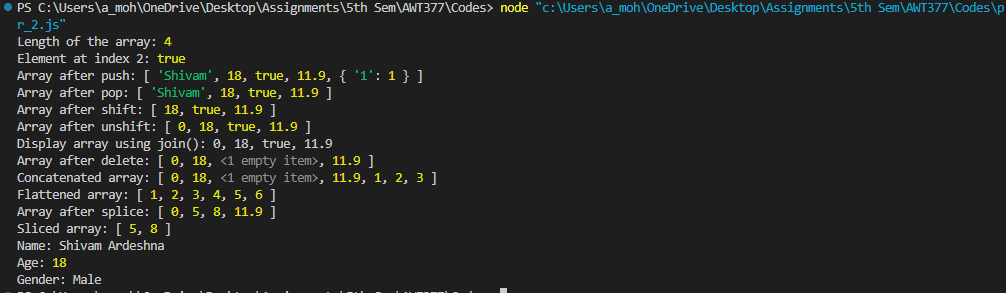 PS C:\Users\a_moh\OneDrive\Desktop\Assignments\5th Sem\AWT377\Codes> node "c:\Users\a_moh\OneDrive\Desktop\Assignments\5th Sem\AWT377\Codes\p
r_2.js"
Length of the array: 4
Element at index 2: true
Array after push: [ 'Shivam', 18, true, 11.9, { '1': 1 } ]
Array after pop: [ 'Shivam', 18, true, 11.9 ]
Array after shift: [ 18, true, 11.9 ]
Array after unshift: [ 0, 18, true, 11.9 ]
Display array using join(): 0, 18, true, 11.9
Array after delete: [ 0, 18, <1 empty item>, 11.9 ]
Concatenated array: [ 0, 18, <1 empty item>, 11.9, 1, 2, 3 ]
Flattened array: [ 1, 2, 3, 4, 5, 6 ]
Array after splice: [ 0, 5, 8, 11.9 ]
Sliced array: [ 5, 8 ]
Name: Shivam Ardeshna
Age: 18
Gender: Male